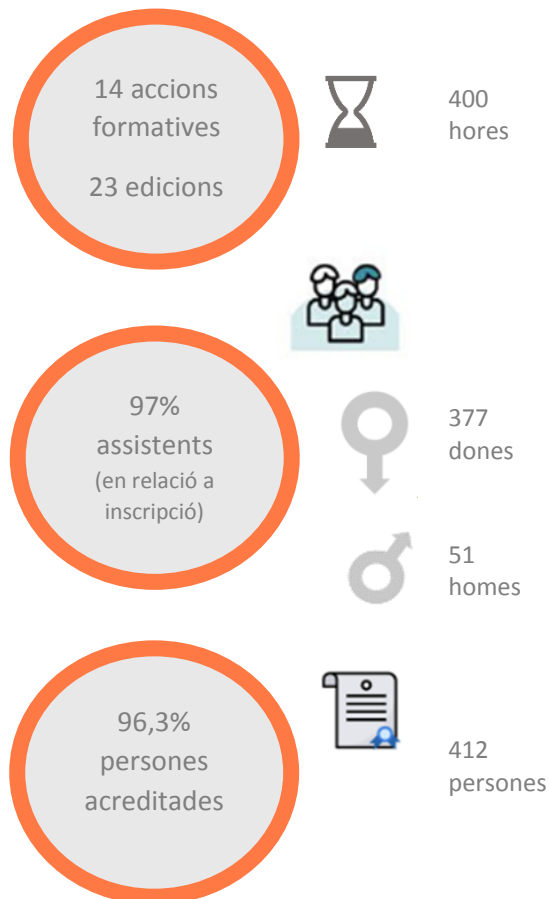 14 accions
formatives
23 edicions
400
hores
97%
assistents
(en relació a
inscripció)
377
dones
51
homes
96,3%
persones
acreditades
412
persones